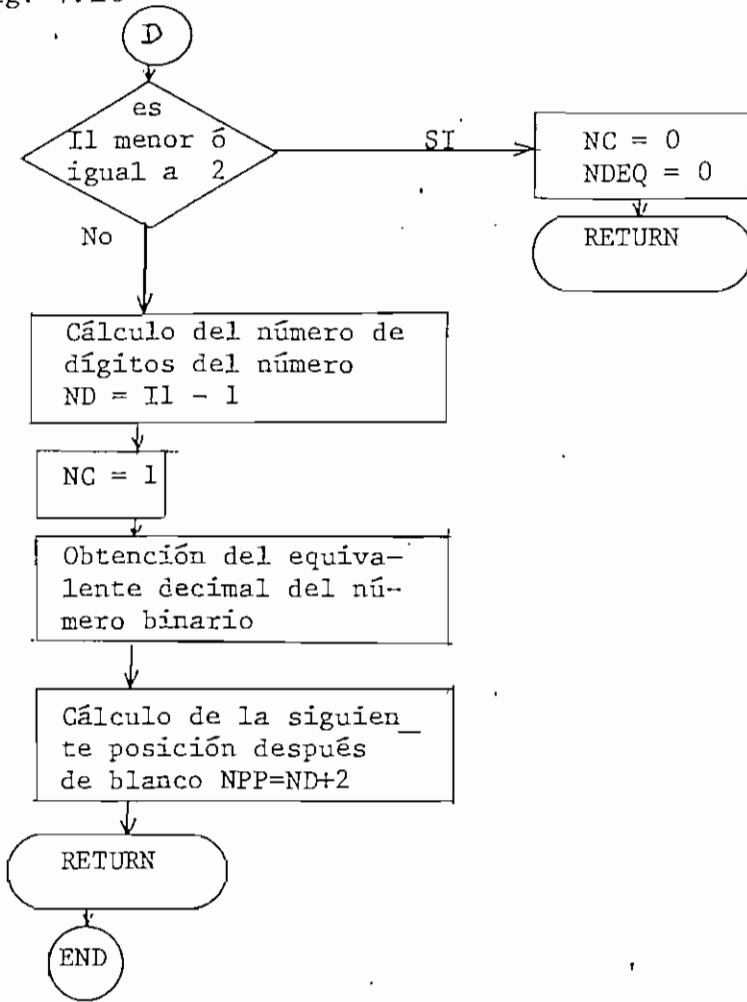 D
es
Il menor ó
igual a 2
SI
NC = 0
NDEQ = 0
RETURN
No
Cálculo del número de
dígitos del número
ND = Il - 1
NC = 1
Obtención del equiva-
lente decimal del nú-
mero binario
Cálculo de la siguien_
te posición después
de blanco NPP=ND+2
RETURN
END